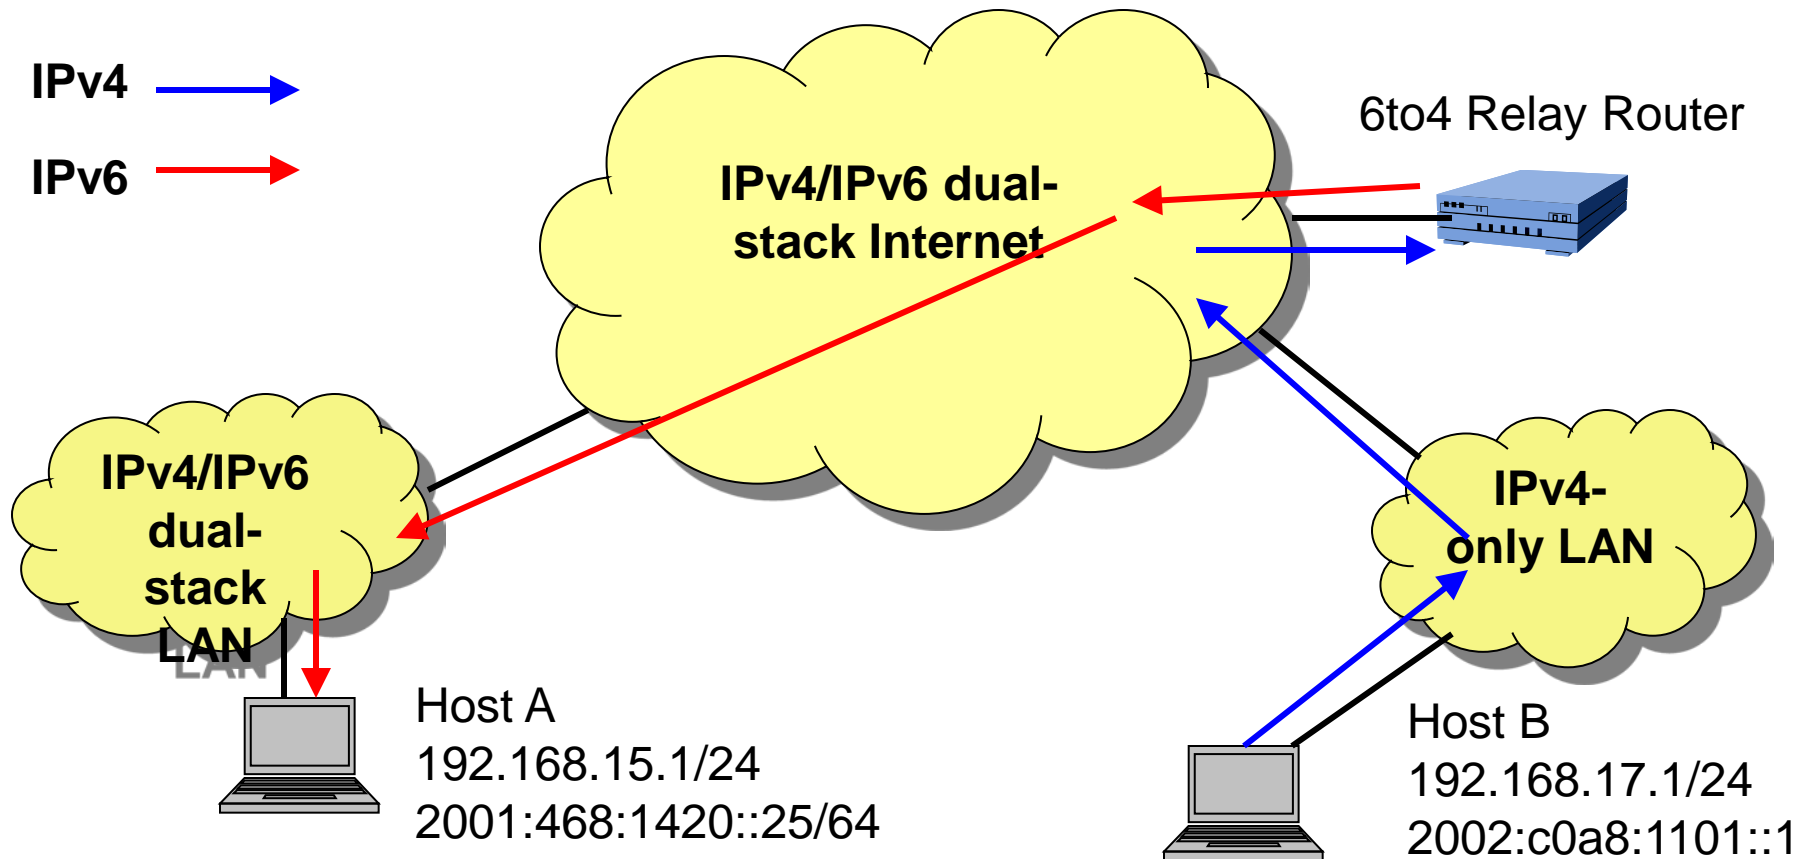 IPv4
IPv6
6to4 Relay Router
IPv4/IPv6 dual-
stack Internet
IPv4/IPv6
dual-
stack
LAN
IPv4-
only LAN
Host A
192.168.15.1/24
2001:468:1420::25/64
Host B
192.168.17.1/24
2002:c0a8:1101::1